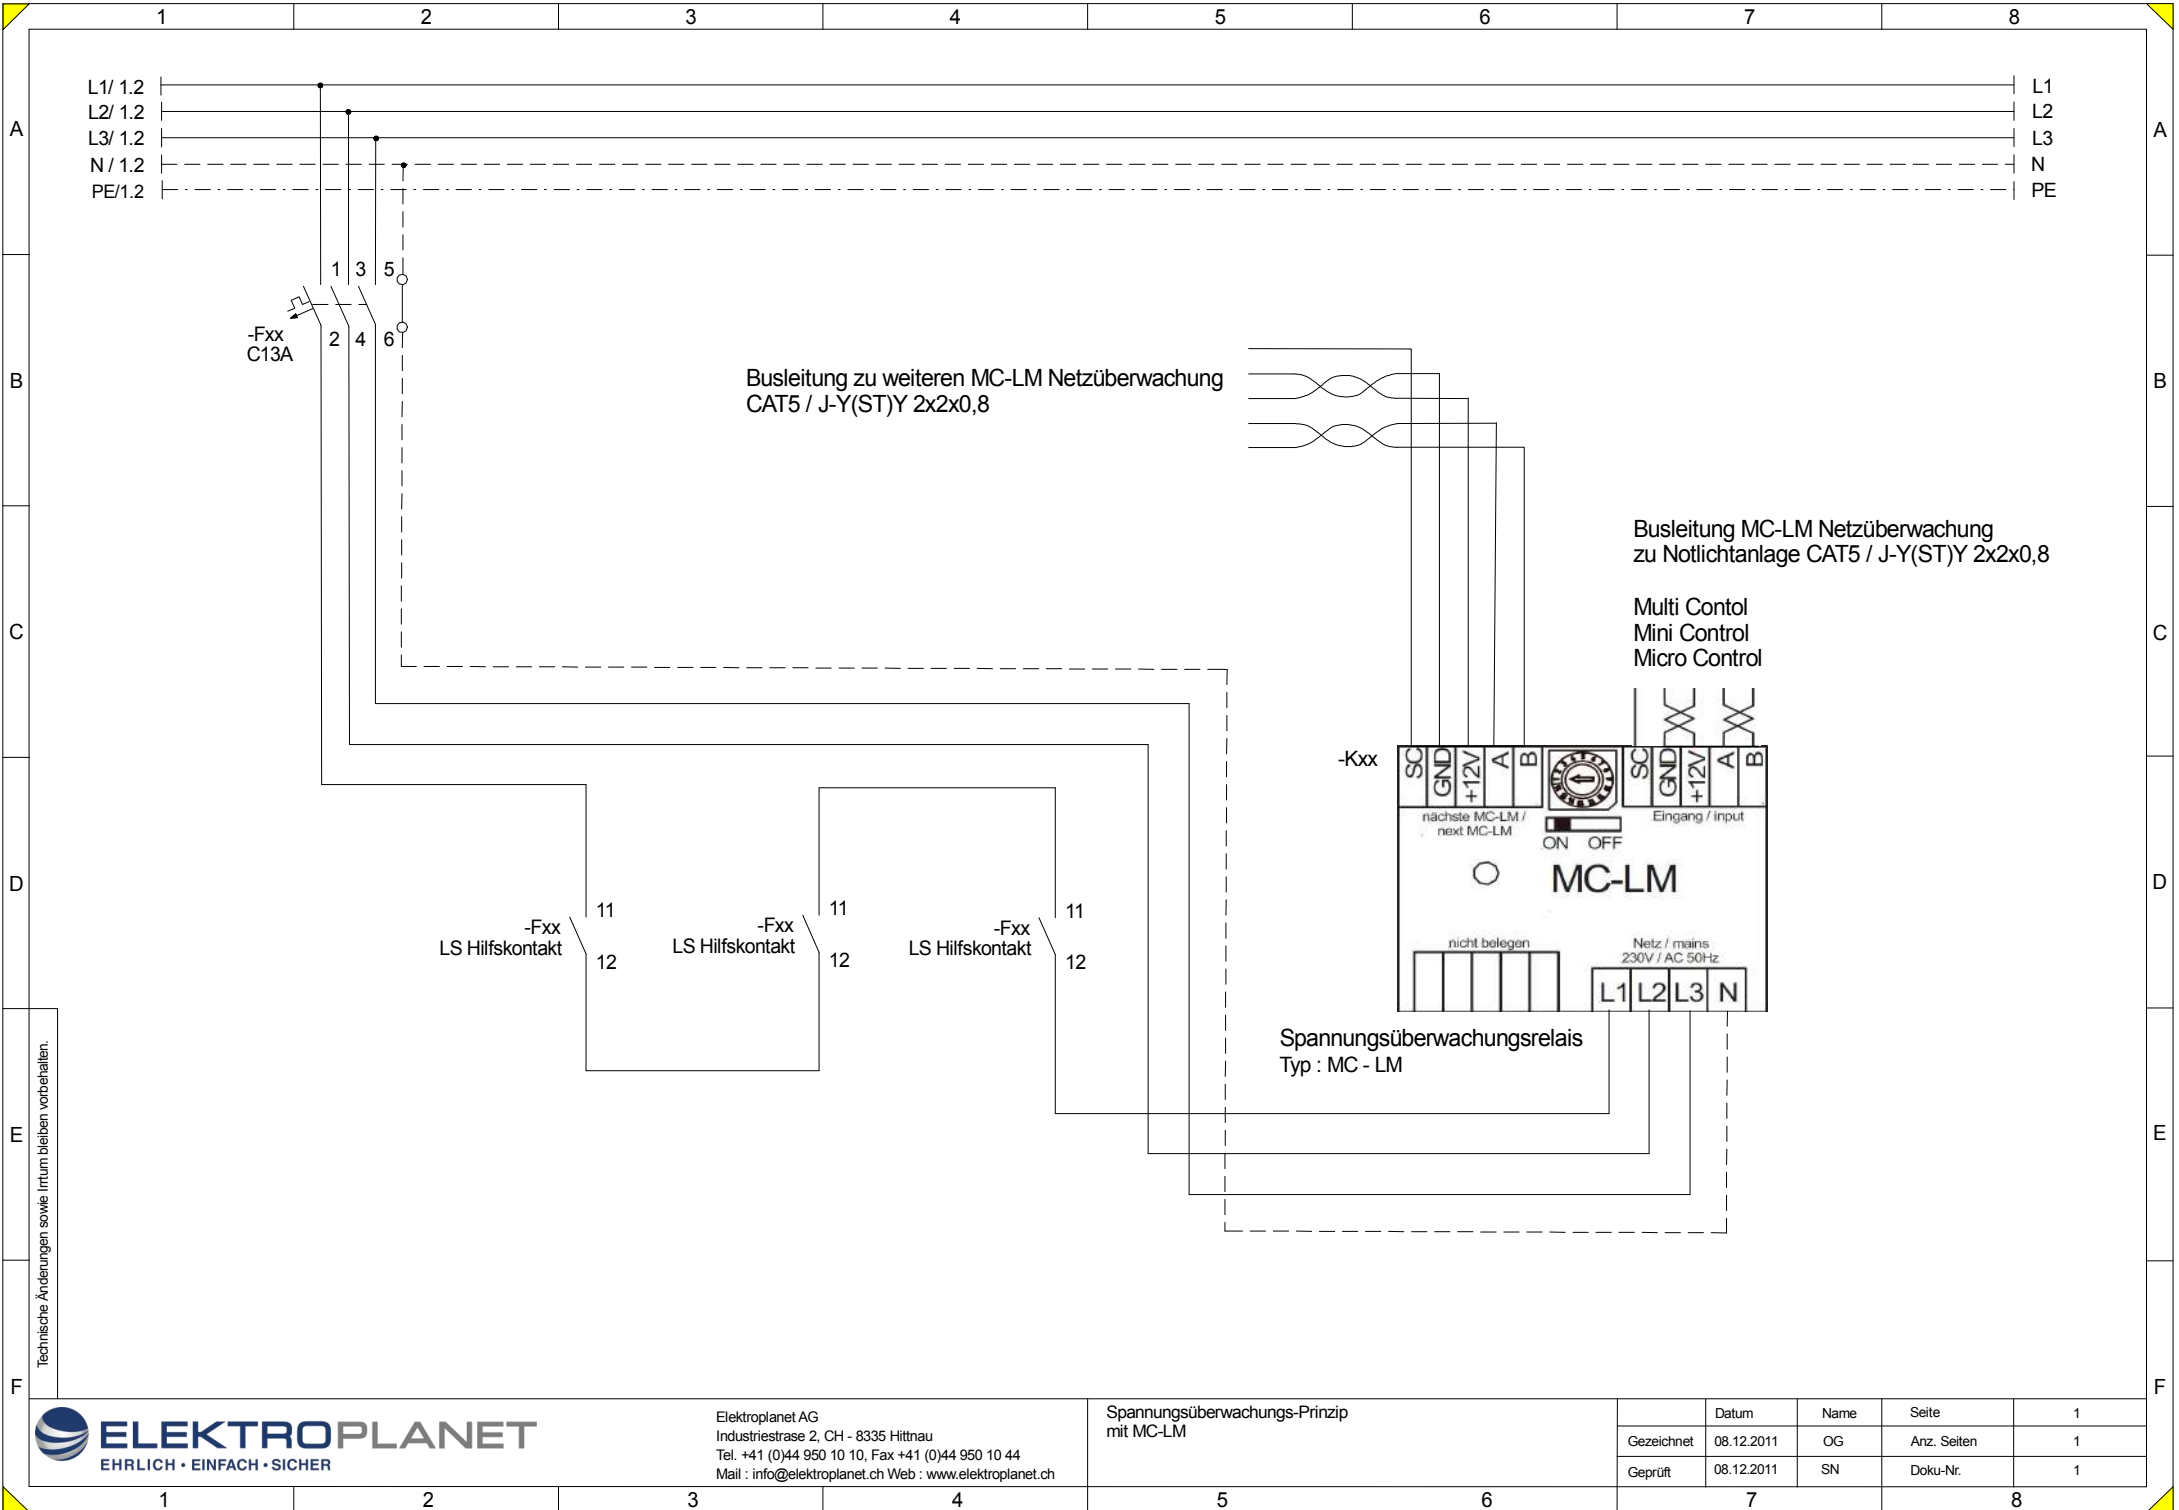 1 2 3 4 5 6 7 8
L1/ 1.2
L2/ 1.2
L3/ 1.2
N / 1.2
PE/1.2
L1
L2
L3
N
PE
A
A
1 3 5
2 4 6
-Fxx
C13A
B
B
Busleitung zu weiteren MC-LM Netzüberwachung
CAT5 / J-Y(ST)Y 2x2x0,8
Busleitung MC-LM Netzüberwachung
zu Notlichtanlage CAT5 / J-Y(ST)Y 2x2x0,8
Multi Contol
Mini Control
Micro Control
C
C
-Kxx
SC GND +12V A B
SC GND +12V A B
nächste MC-LM /
next MC-LM
Eingang / input
ON OFF
MC-LM
D
D
-Fxx
LS Hilfskontakt
11
12
-Fxx
LS Hilfskontakt
11
12
-Fxx
LS Hilfskontakt
11
12
nicht belegen
Netz / mains
230V / AC 50Hz
L1 L2 L3 N
Spannungsüberwachungsrelais
Typ : MC - LM
E
E
Technische Änderungen sowie Irrtum bleiben vorbehalten.
F
F
ELEKTROPLANET
EHRLICH • EINFACH • SICHER
Elektroplanet AG
Industriestrase 2, CH - 8335 Hittnau
Tel. +41 (0)44 950 10 10, Fax +41 (0)44 950 10 44
Mail : info@elektroplanet.ch Web : www.elektroplanet.ch
Spannungsüberwachungs-Prinzip
mit MC-LM
Datum Name Seite 1
Gezeichnet 08.12.2011 OG Anz. Seiten 1
Geprüft 08.12.2011 SN Doku-Nr. 1
1 2 3 4 5 6 7 8